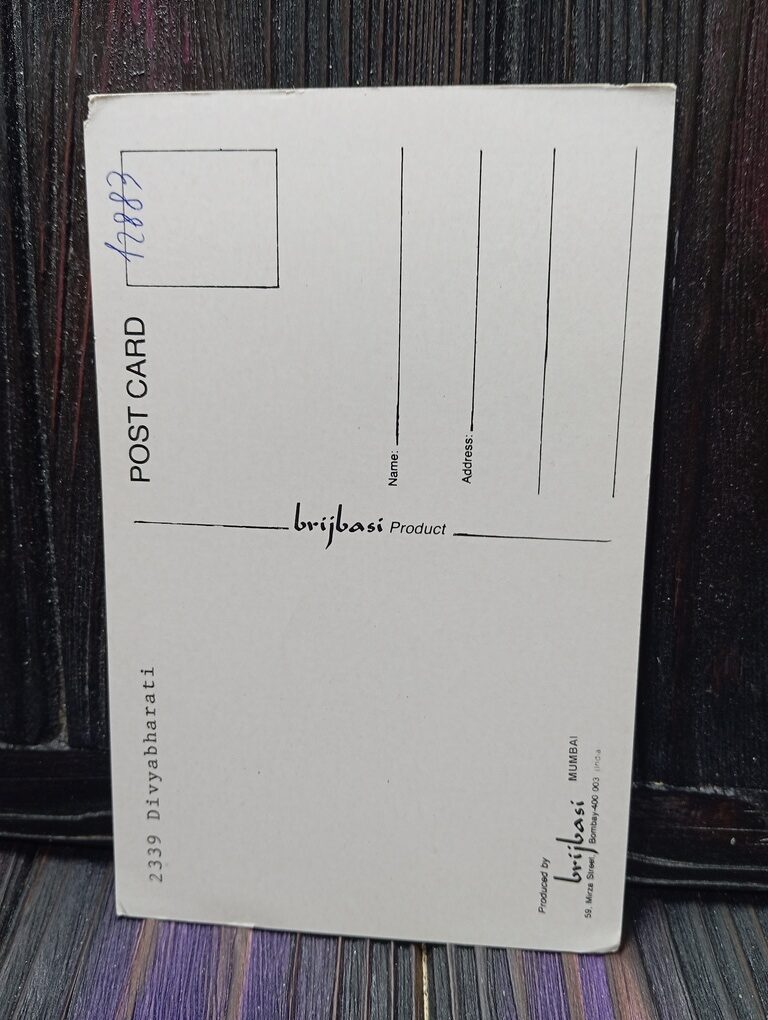 12883
POST CARD
Name:
Address:
brijbasi Product
2339 Divyabharati
Produced by
brijbasi MUMBAI
59, Mirza Street, Bombay-400 003 (India